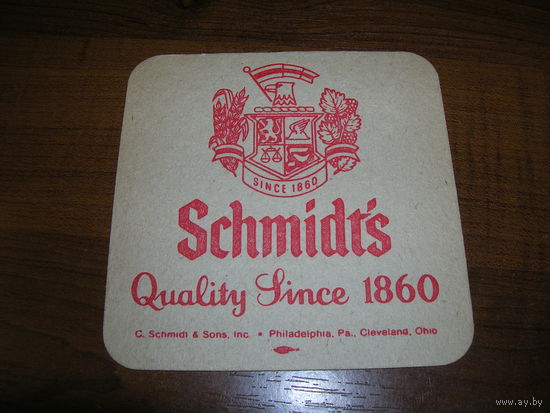 SINCE 1860
Schmidt's
Quality Since 1860
C. Schmidt & Sons, Inc. • Philadelphia, Pa., Cleveland, Ohio
www.ay.by